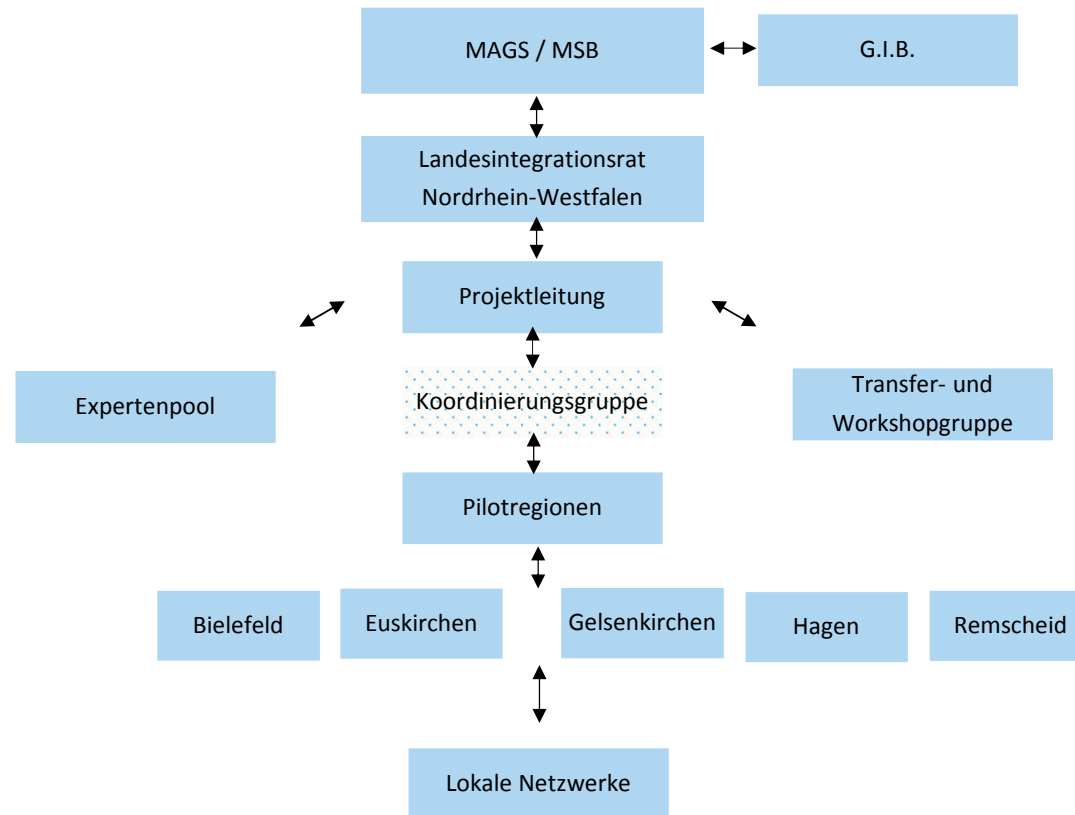 MAGS / MSB
G.I.B.
Landesintegrationsrat
Nordrhein-Westfalen
Projektleitung
Expertenpool
Koordinierungsgruppe
Transfer- und
Workshopgruppe
Pilotregionen
Bielefeld
Euskirchen
Gelsenkirchen
Hagen
Remscheid
Lokale Netzwerke